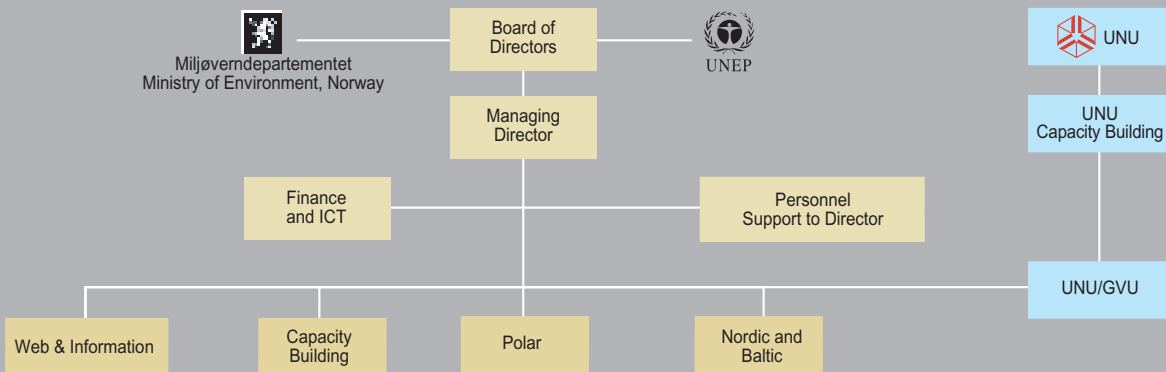 Board of
Directors
Miljøverndepartementet
Ministry of Environment, Norway
UNEP
UNU
Managing
Director
UNU
Capacity Building
Finance
and ICT
Personnel
Support to Director
UNU/GVU
Web & Information
Capacity
Building
Polar
Nordic and
Baltic